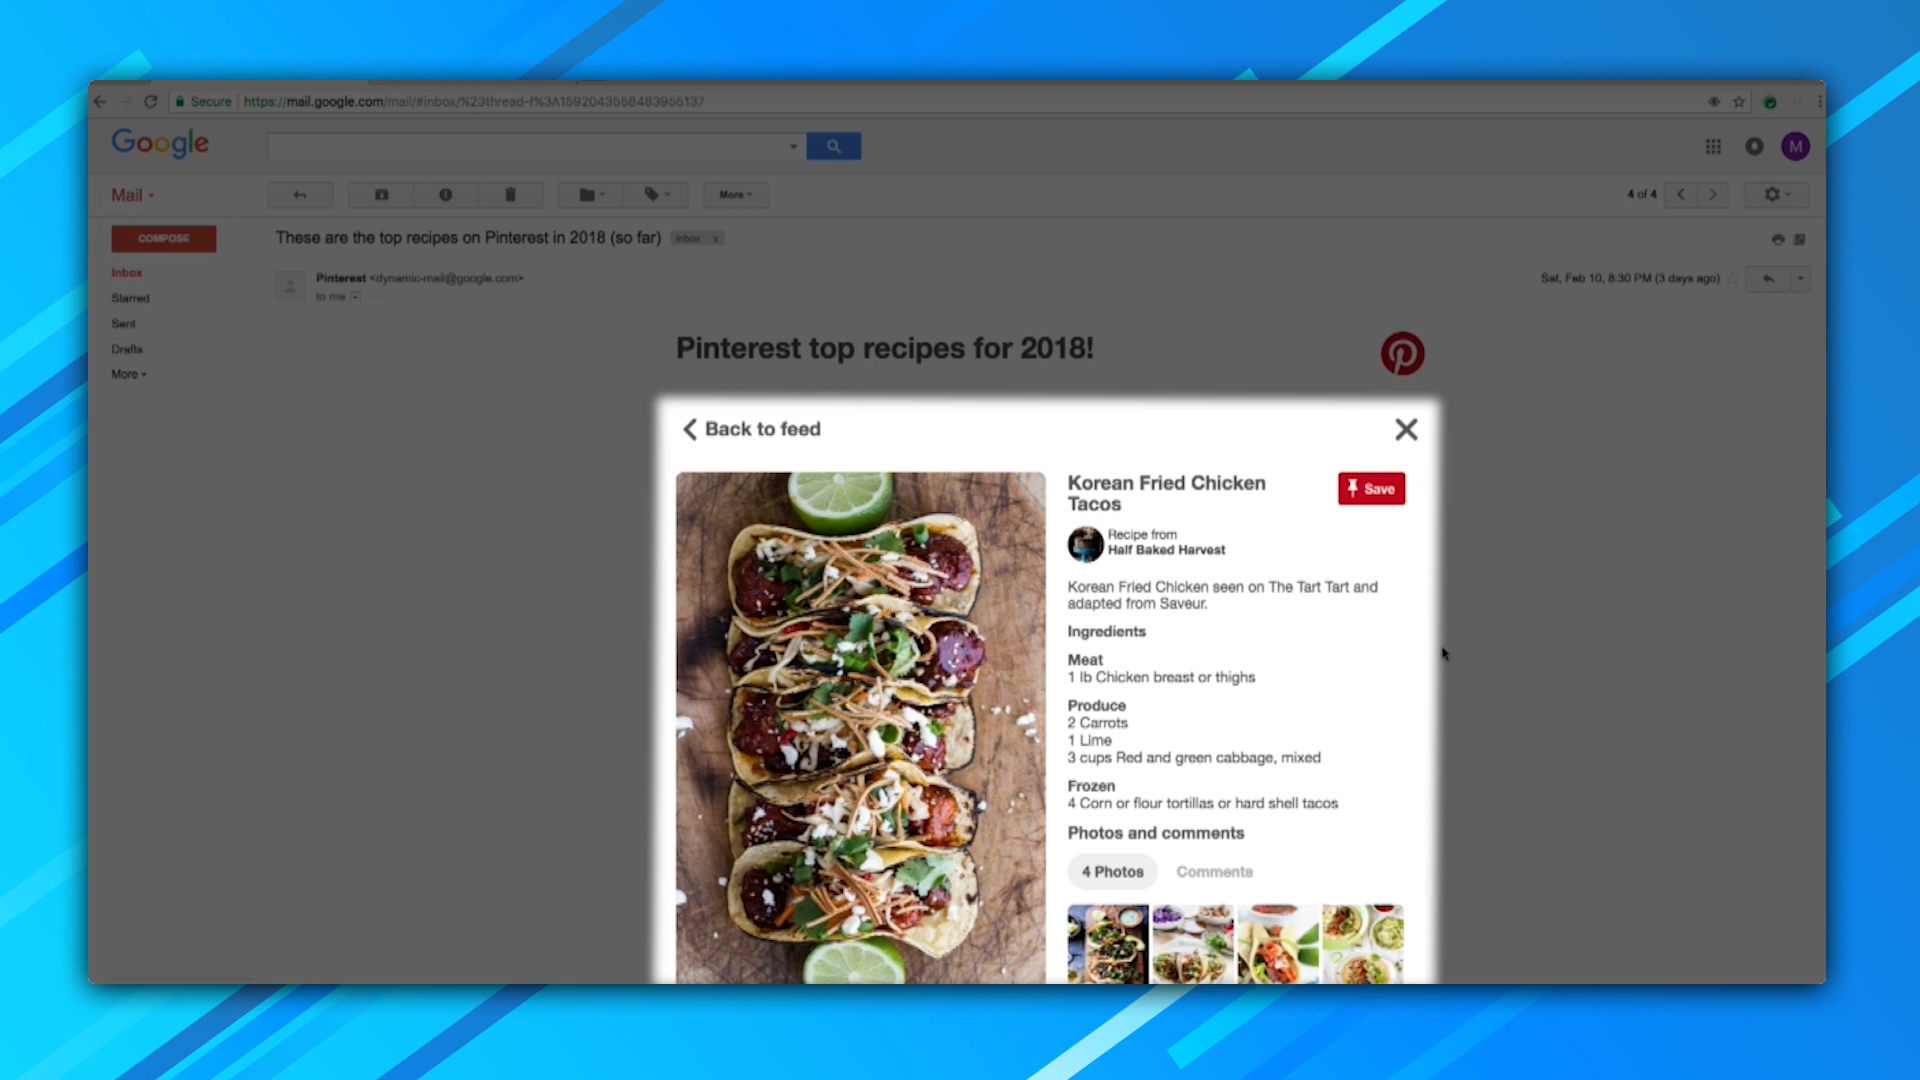 Secure https://mail.google.com/mail/#inbox/%23thread-f%3A1592043558483955137
Google
M
Mail
More
4 of 4
COMPOSE
These are the top recipes on Pinterest in 2018 (so far) Inbox x
Inbox
Pinterest <dynamic-mail@google.com>
Sat, Feb 10, 8:30 PM (3 days ago)
to me
Starred
Sent
Drafts
More
Pinterest top recipes for 2018!
Back to feed
Korean Fried Chicken
Tacos
Save
Recipe from
Half Baked Harvest
Korean Fried Chicken seen on The Tart Tart and
adapted from Saveur.
Ingredients
Meat
1 lb Chicken breast or thighs
Produce
2 Carrots
1 Lime
3 cups Red and green cabbage, mixed
Frozen
4 Corn or flour tortillas or hard shell tacos
Photos and comments
4 Photos Comments